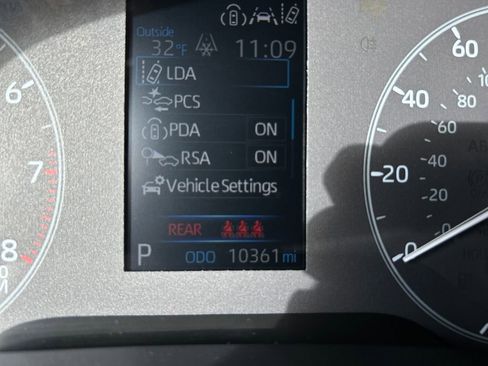 Outside
32°F 11:09
LDA
PCS
PDA ON
RSA ON
Vehicle Settings
REAR
P ODO 10361 mi
6
7
8
60
40
20
0
80
60
40
20
0